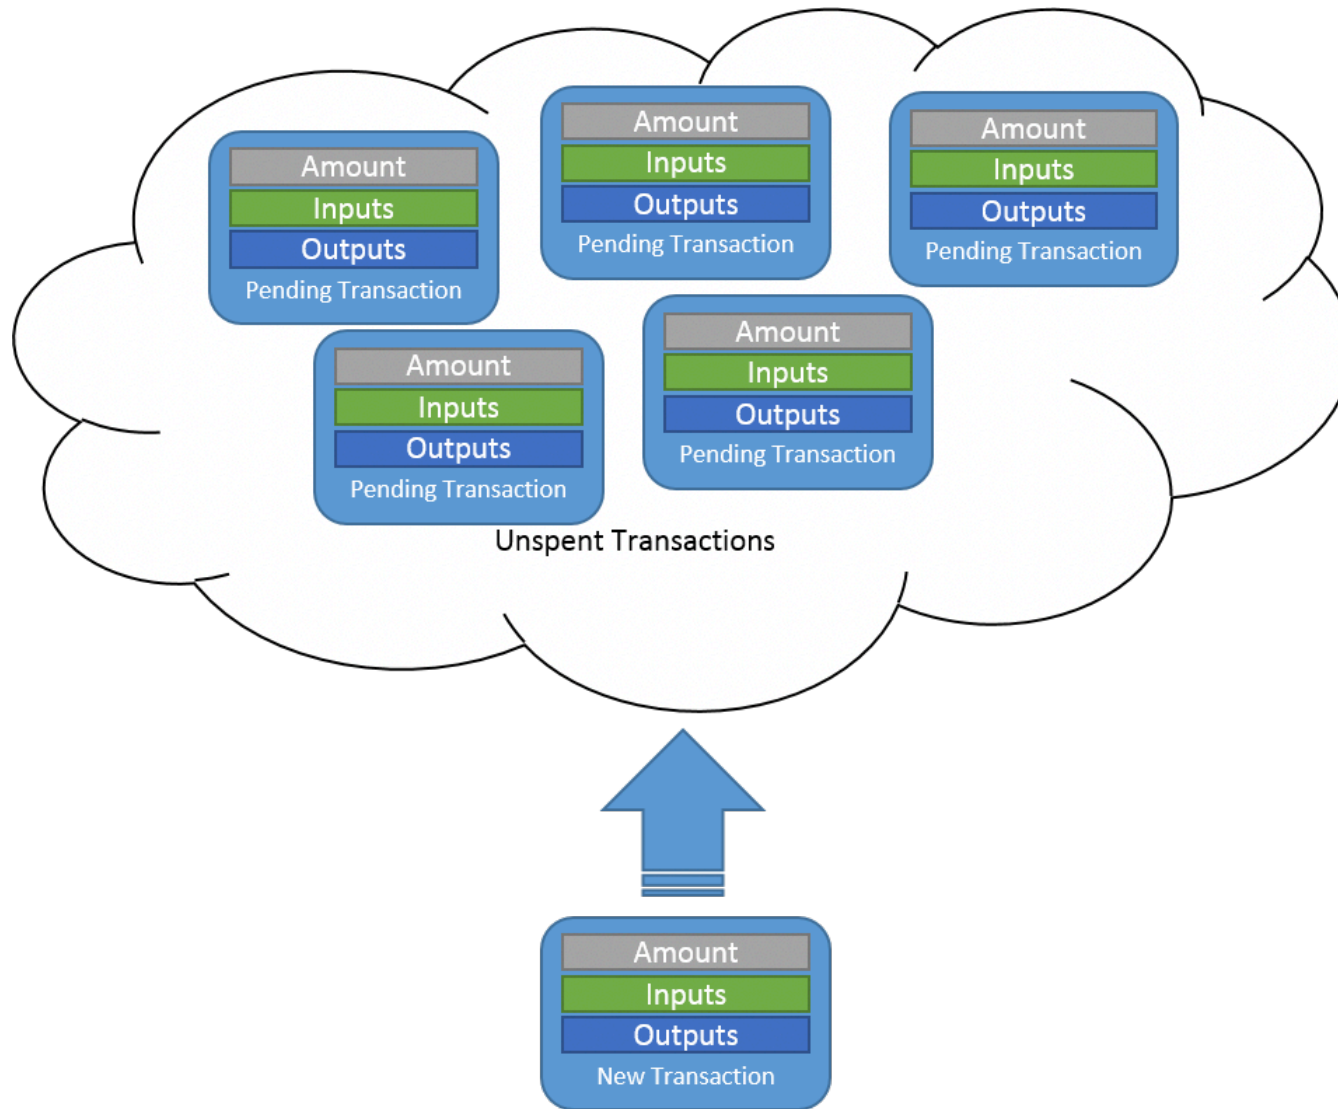 Amount
Inputs
Outputs
Pending Transaction
Amount
Inputs
Outputs
Pending Transaction
Amount
Inputs
Outputs
Pending Transaction
Amount
Inputs
Outputs
Pending Transaction
Amount
Inputs
Outputs
Pending Transaction
Unspent Transactions
Amount
Inputs
Outputs
New Transaction